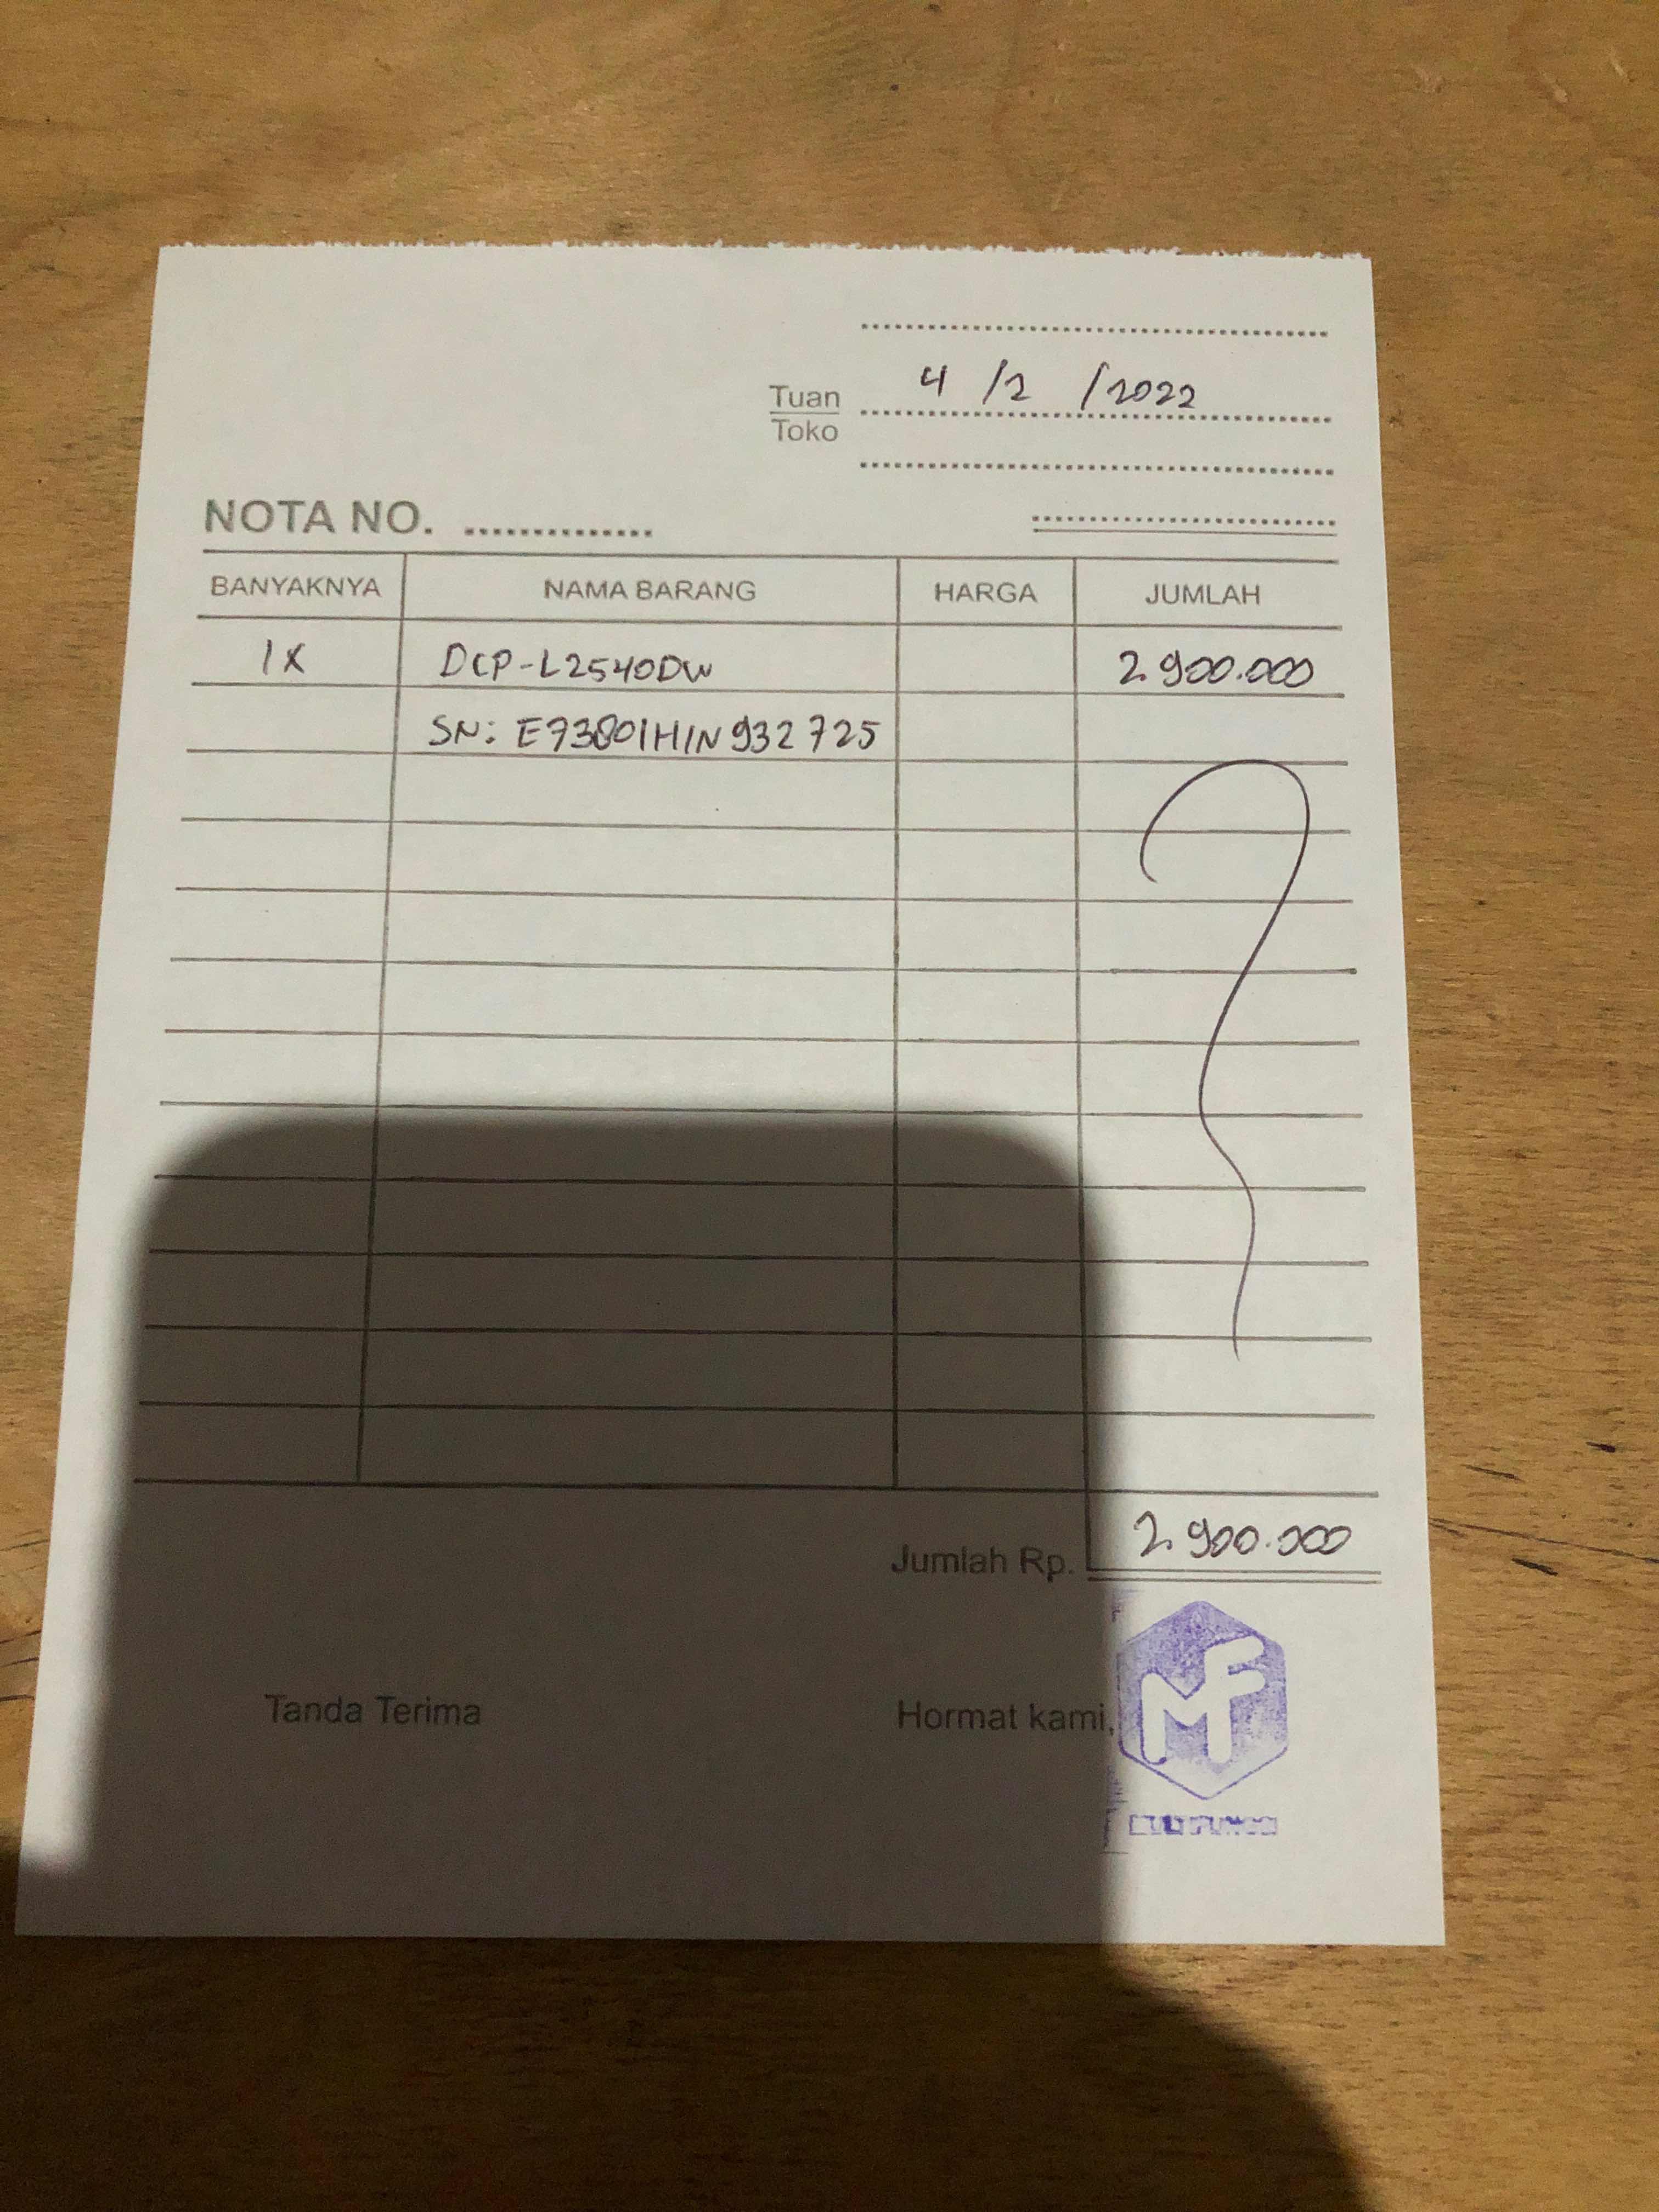 4/2/2022
Tuan
Toko
NOTA NO.
BANYAKNYA NAMA BARANG HARGA JUMLAH
1X DCP-L2540DW 2.900.000
SN: E73801H1N932725
Jumlah Rp. 2.900.000
Tanda Terima Hormat kami,
MF